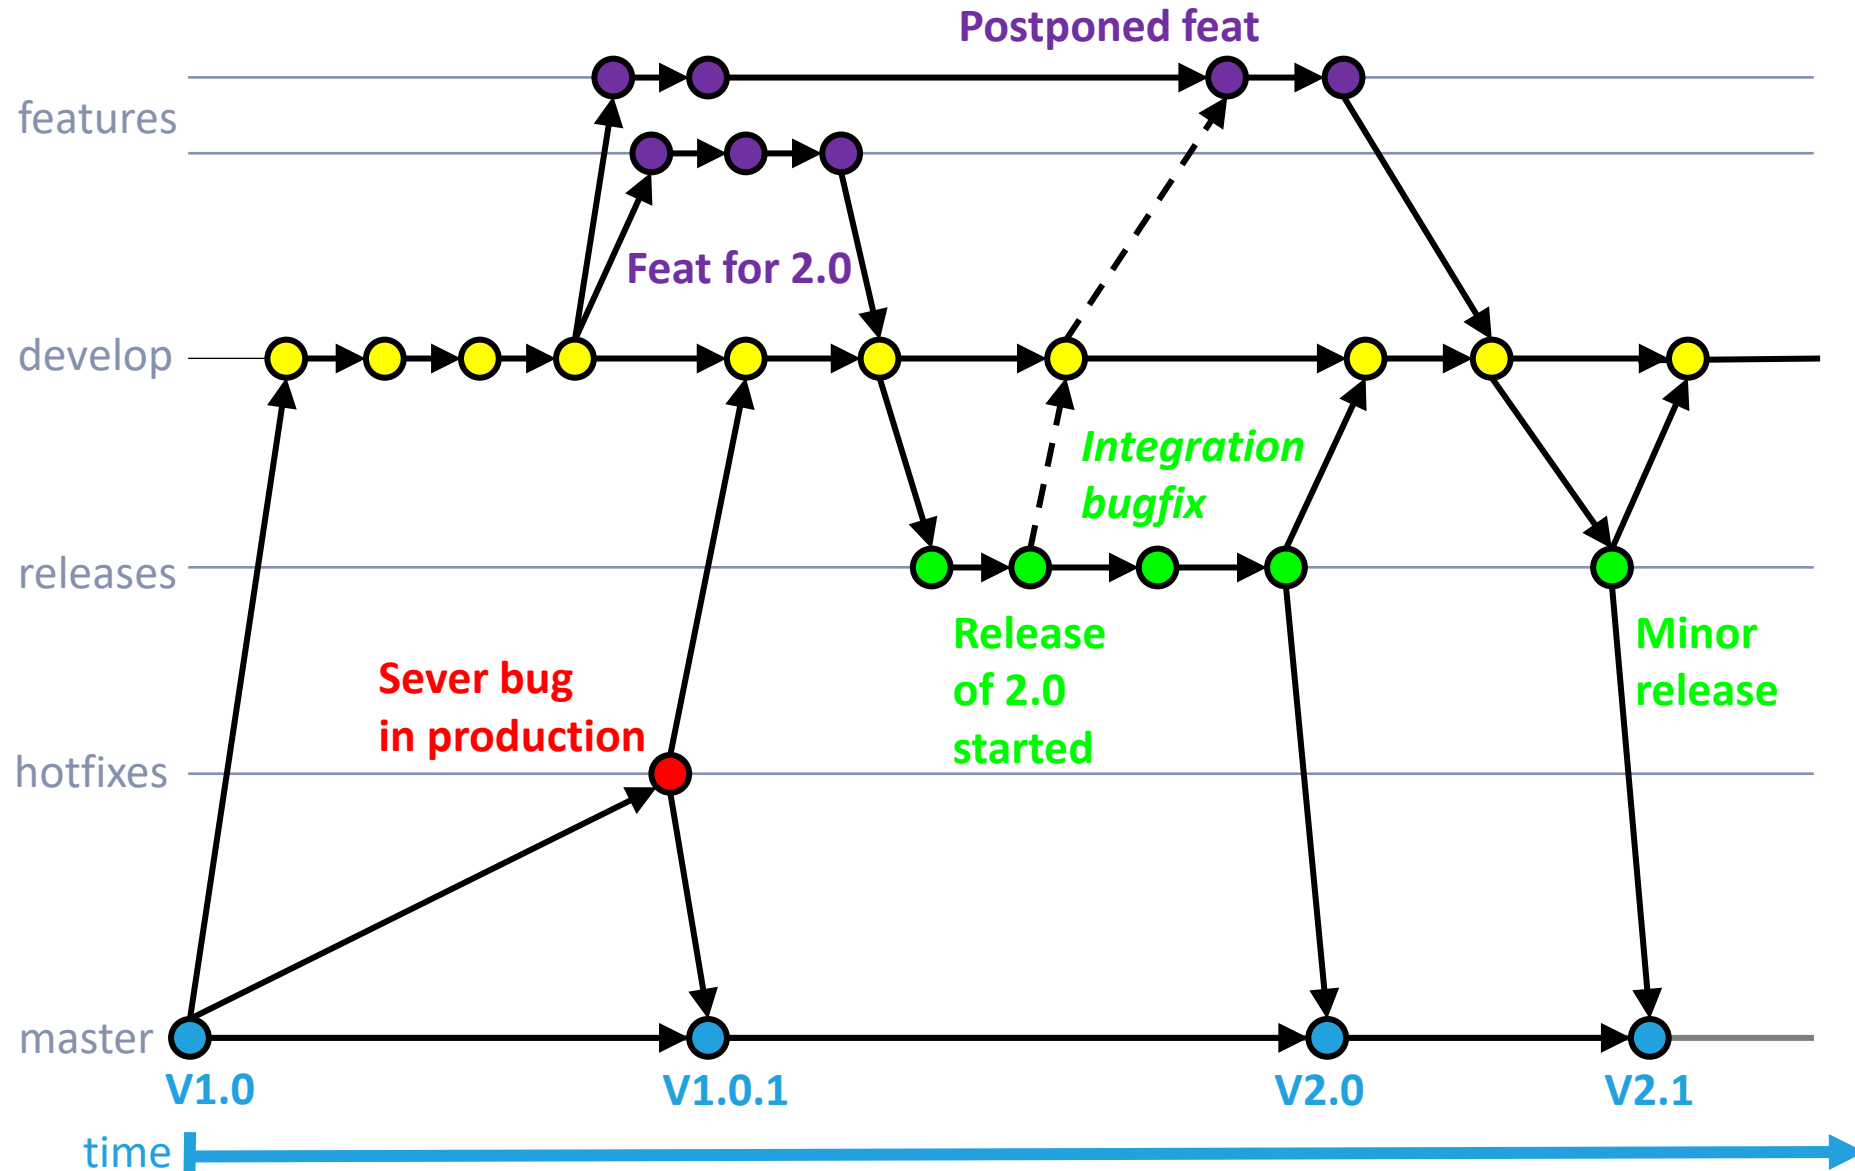 Postponed feat
features
Feat for 2.0
develop
Integration
bugfix
releases
Release
of 2.0
started
Minor
release
Sever bug
in production
hotfixes
master
V1.0
V1.0.1
V2.0
V2.1
time